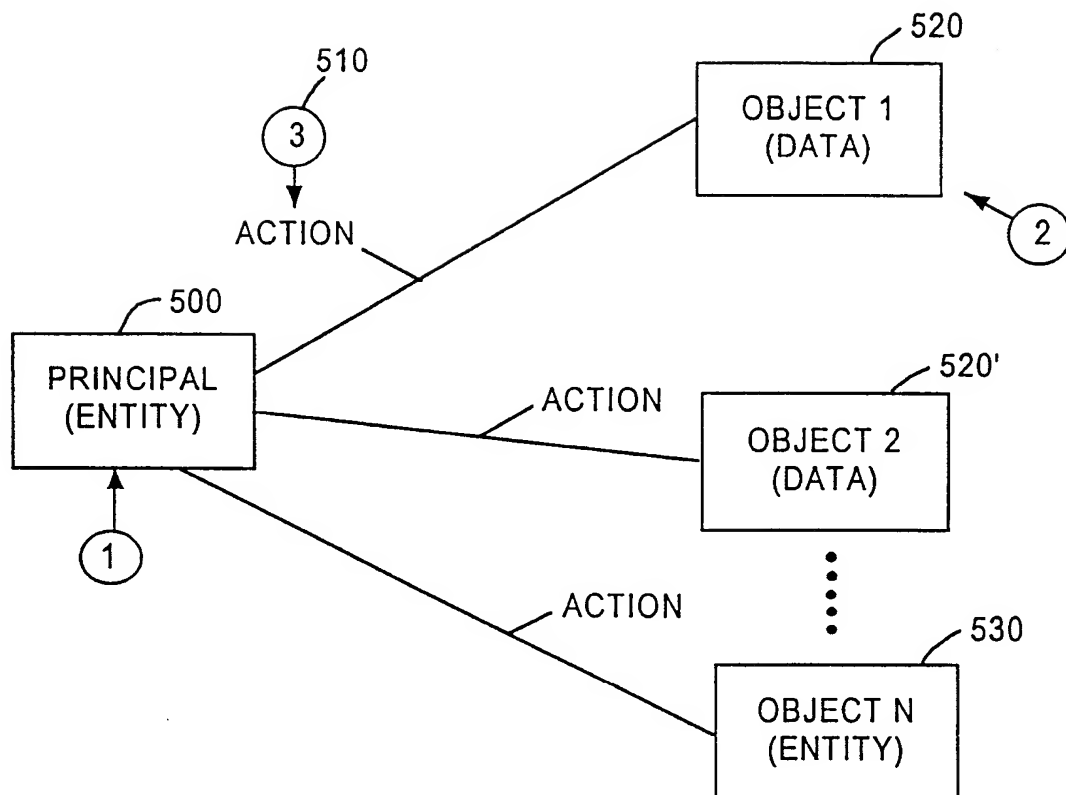 520
OBJECT 1
(DATA)
510
3
ACTION
2
500
PRINCIPAL
(ENTITY)
520'
ACTION
OBJECT 2
(DATA)
1
ACTION
530
OBJECT N
(ENTITY)